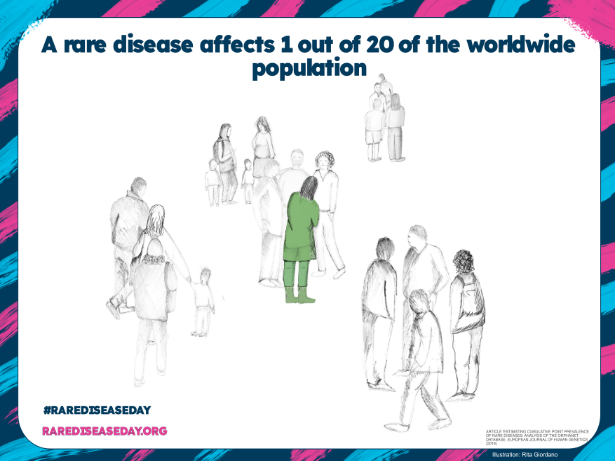 A rare disease affects 1 out of 20 of the worldwide
population
#RAREDISEASEDAY
RAREDISEASEDAY.ORG
ARTICLE "ESTIMATING CUMULATIVE POINT PREVALENCE
OF RARE DISEASES: ANALYSIS OF THE ORPHANET
DATABASE, EUROPEAN JOURNAL OF HUMAN GENETICS
Illustration: Rita Giordano